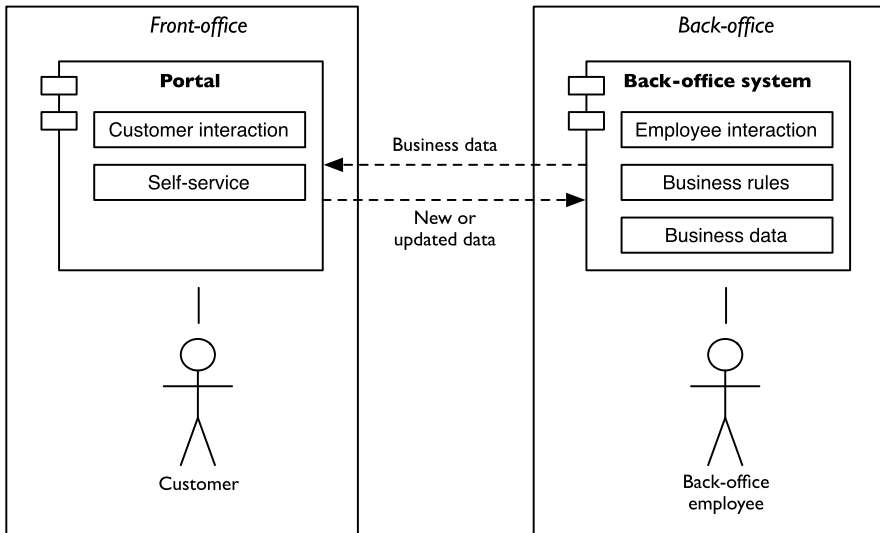 Front-office
Portal
Customer interaction
Self-service
Customer
Business data
New or
updated data
Back-office
Back-office system
Employee interaction
Business rules
Business data
Back-office
employee